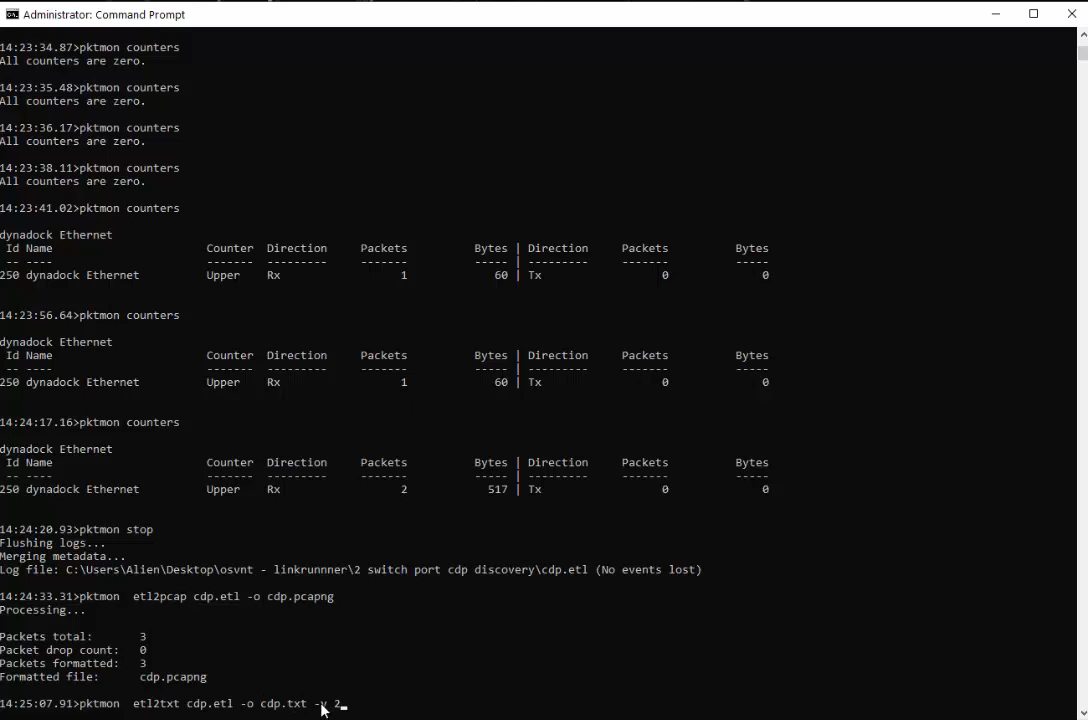 Administrator: Command Prompt
14:23:34.87>pktmon counters
All counters are zero.
14:23:35.48>pktmon counters
All counters are zero.
14:23:36.17>pktmon counters
All counters are zero.
14:23:38.11>pktmon counters
All counters are zero.
14:23:41.02>pktmon counters
dynadock Ethernet
Id Name Counter Direction Packets Bytes | Direction Packets Bytes
-- ---- ------- --------- ------- ----- | --------- ------- -----
250 dynadock Ethernet Upper Rx 1 60 | Tx 0 0
14:23:56.64>pktmon counters
dynadock Ethernet
Id Name Counter Direction Packets Bytes | Direction Packets Bytes
-- ---- ------- --------- ------- ----- | --------- ------- -----
250 dynadock Ethernet Upper Rx 1 60 | Tx 0 0
14:24:17.16>pktmon counters
dynadock Ethernet
Id Name Counter Direction Packets Bytes | Direction Packets Bytes
-- ---- ------- --------- ------- ----- | --------- ------- -----
250 dynadock Ethernet Upper Rx 2 517 | Tx 0 0
14:24:20.93>pktmon stop
Flushing logs...
Merging metadata...
Log file: C:\Users\Alien\Desktop\osvnt - linkrunnner\2 switch port cdp discovery\cdp.etl (No events lost)
14:24:33.31>pktmon etl2pcap cdp.etl -o cdp.pcapng
Processing...
Packets total: 3
Packet drop count: 0
Packets formatted: 3
Formatted file: cdp.pcapng
14:25:07.91>pktmon etl2txt cdp.etl -o cdp.txt -v 2_